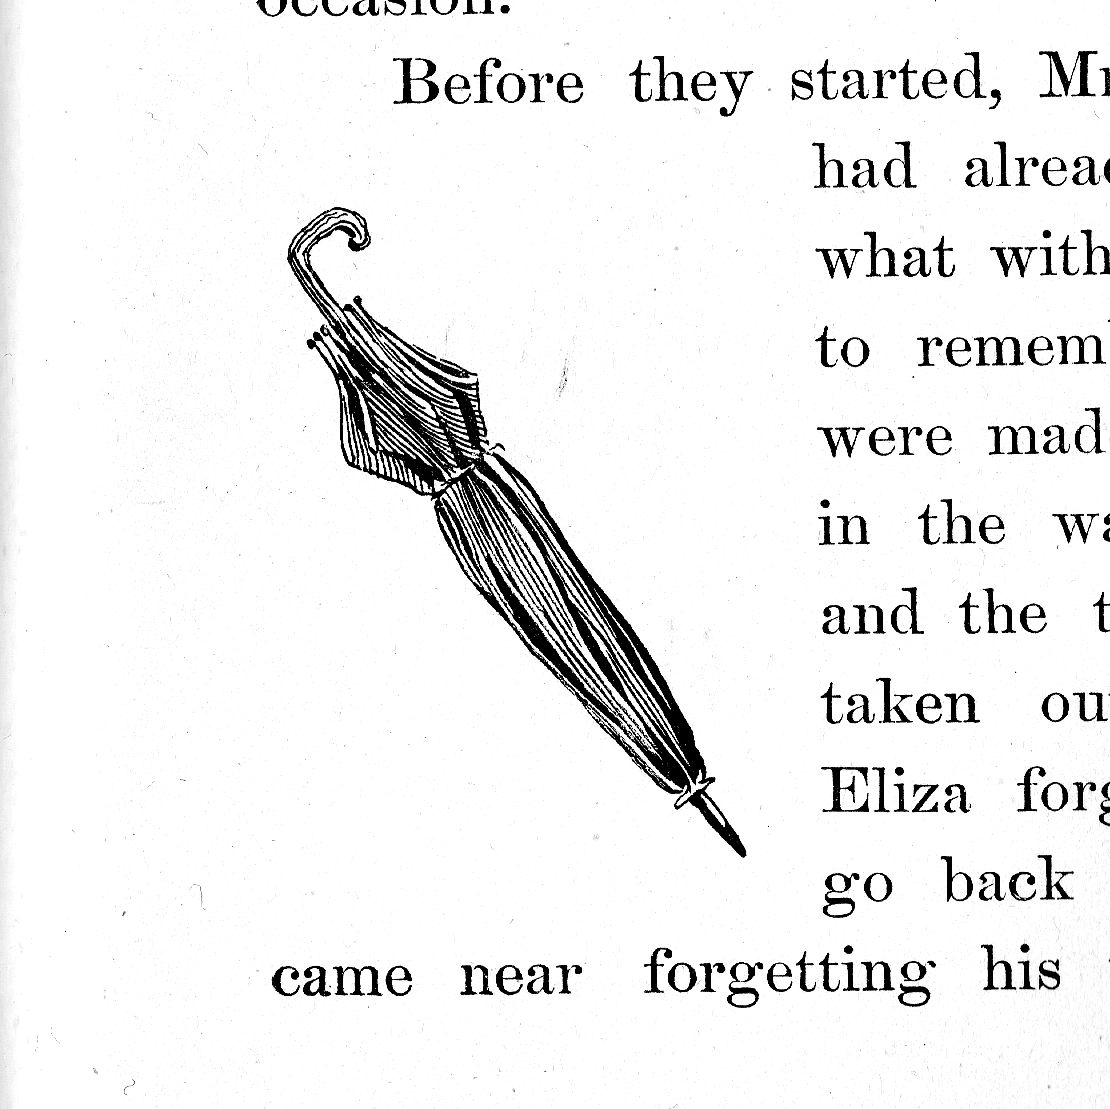 occasion.
Before they started, Mr
had alread
what with
to remem
were mad
in the wa
and the t
taken ou
Eliza forg
go back
came near forgetting his